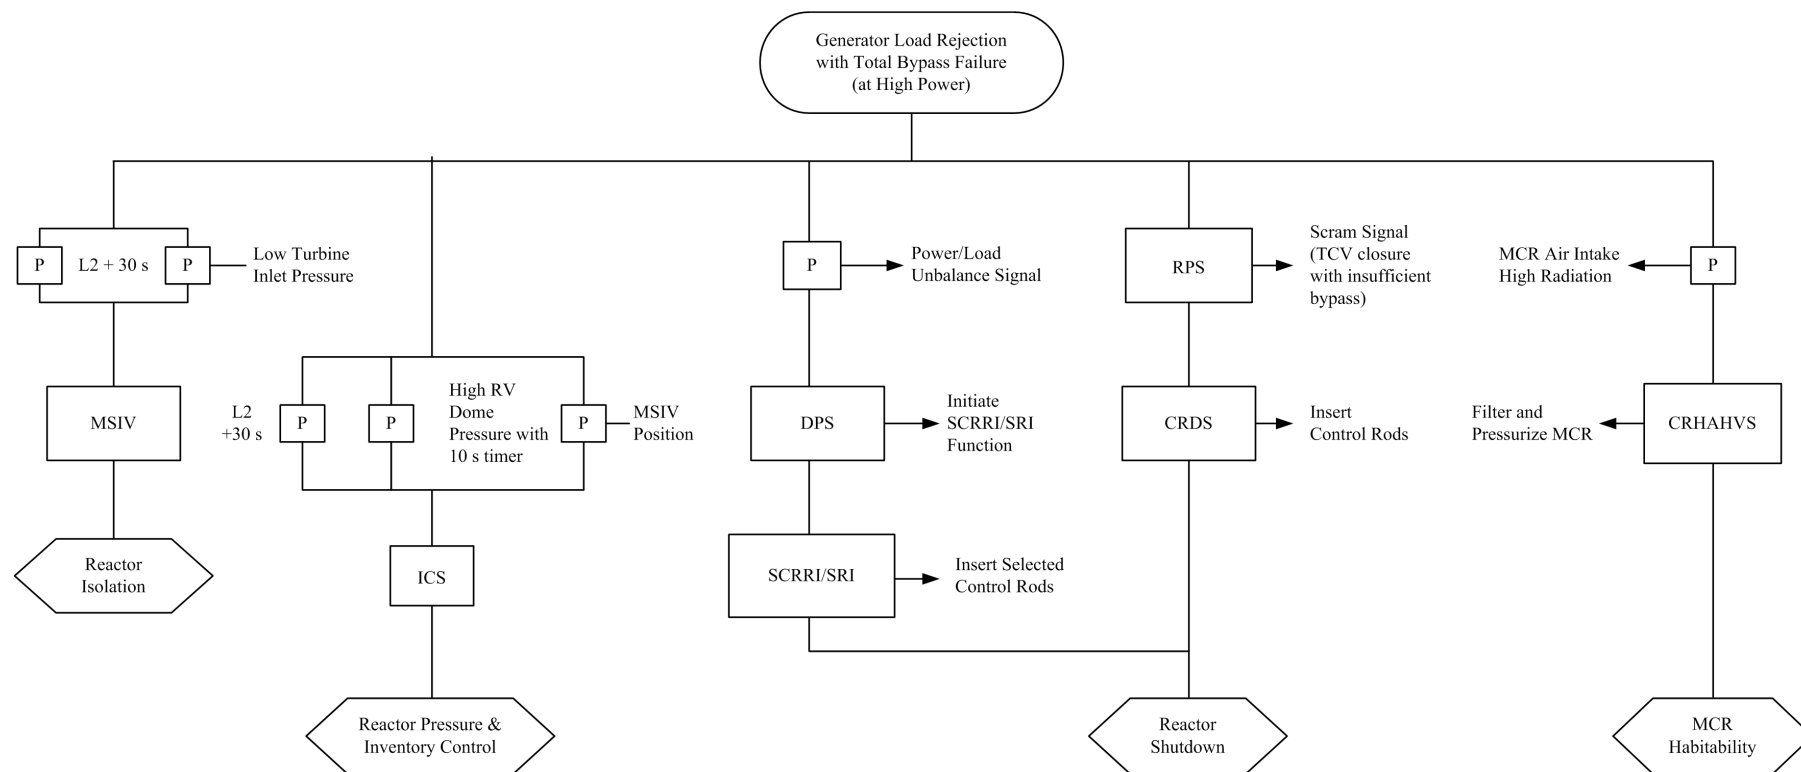 Generator Load Rejection
with Total Bypass Failure
(at High Power)
P
L2 + 30 s
P
Low Turbine
Inlet Pressure
MSIV
Reactor
Isolation
L2
+30 s
P
P
High RV
Dome
Pressure with
10 s timer
P
MSIV
Position
ICS
Reactor Pressure &
Inventory Control
P
Power/Load
Unbalance Signal
DPS
Initiate
SCRRI/SRI
Function
SCRRI/SRI
Insert Selected
Control Rods
RPS
Scram Signal
(TCV closure
with insufficient
bypass)
CRDS
Insert
Control Rods
Reactor
Shutdown
MCR Air Intake
High Radiation
P
Filter and
Pressurize MCR
CRHAHVS
MCR
Habitability